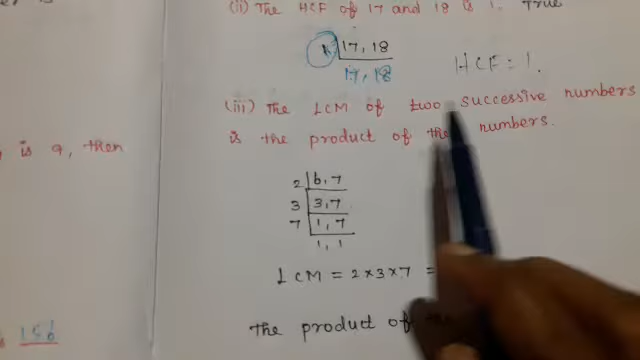 (ii) The HCF of 17 and 18 is 1. True
1 | 17, 18
17, 18
HCF = 1.
(iii) The LCM of two successive numbers
is the product of the numbers.
is 9, then
2 | 6, 7
3 | 3, 7
7 | 1, 7
1, 1
LCM = 2 × 3 × 7 =
156
The product of